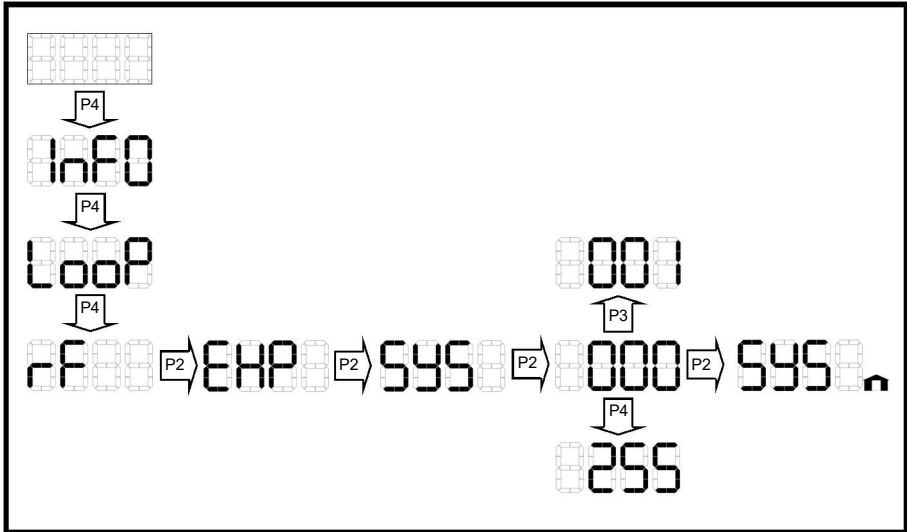 P4
InFO
P4
LooP
001
P4
P3
rF P2 EHP P2 SYS P2 000 P2 SYS
P4
255